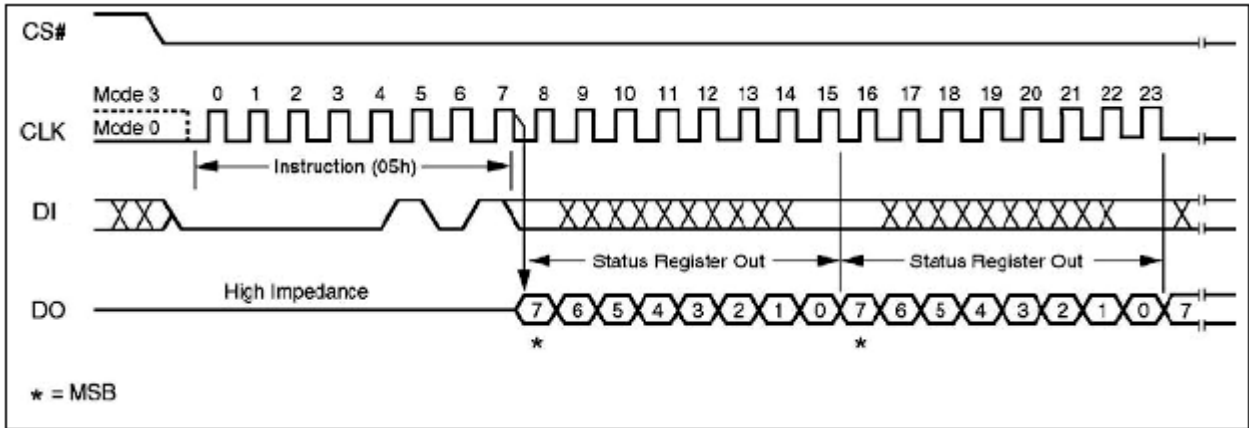 CS#
Mode 3 0 1 2 3 4 5 6 7 8 9 10 11 12 13 14 15 16 17 18 19 20 21 22 23
CLK Mode 0
Instruction (05h)
DI
Status Register Out Status Register Out
High Impedance
DO 7 6 5 4 3 2 1 0 7 6 5 4 3 2 1 0 7
* *
* = MSB